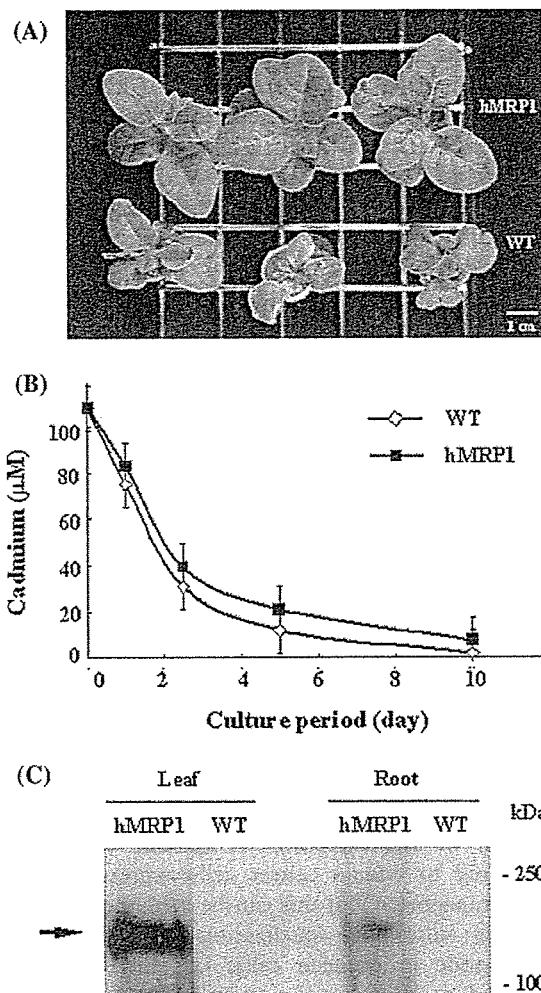 (A)
hMRP1
WT
1 cm
(B)
100
80
60
40
20
0
Cadmium (μM)
WT
hMRP1
0 2 4 6 8 10
Culture period (day)
(C)
Leaf Root
hMRP1 WT hMRP1 WT kDa
- 250
- 100